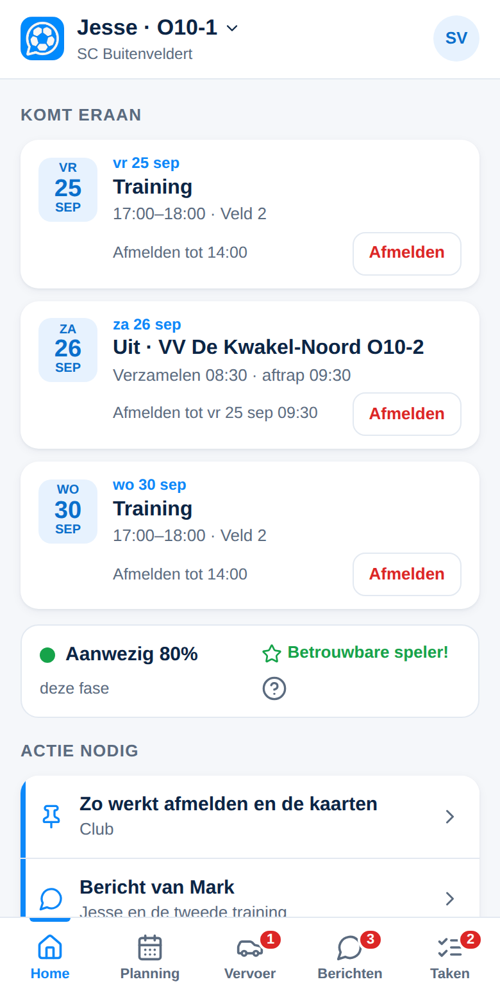 Jesse · O10-1
SC Buitenveldert
SV
KOMT ERAAN
VR
25
SEP
vr 25 sep
Training
17:00–18:00 · Veld 2
Afmelden tot 14:00
Afmelden
ZA
26
SEP
za 26 sep
Uit · VV De Kwakel-Noord O10-2
Verzamelen 08:30 · aftrap 09:30
Afmelden tot vr 25 sep 09:30
Afmelden
WO
30
SEP
wo 30 sep
Training
17:00–18:00 · Veld 2
Afmelden tot 14:00
Afmelden
Aanwezig 80%
deze fase
Betrouwbare speler!
?
ACTIE NODIG
Zo werkt afmelden en de kaarten
Club
Bericht van Mark
Jesse en de tweede training
1
3
2
Home
Planning
Vervoer
Berichten
Taken